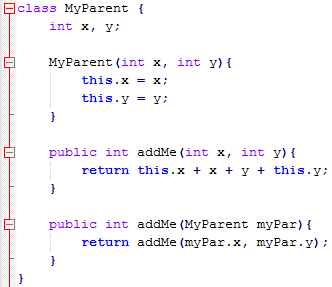 class MyParent {
    int x, y;

    MyParent(int x, int y){
        this.x = x;
        this.y = y;
    }

    public int addMe(int x, int y){
        return this.x + x + y + this.y;
    }

    public int addMe(MyParent myPar){
        return addMe(myPar.x, myPar.y);
    }
}